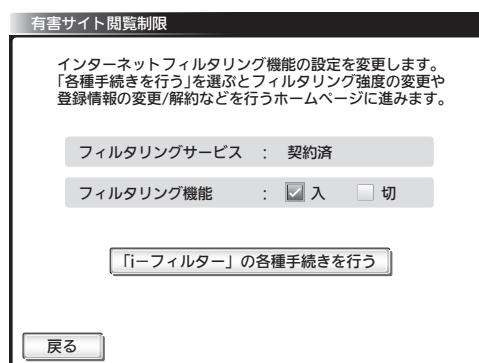 有害サイト閲覧制限
インターネットフィルタリング機能の設定を変更します。
「各種手続きを行う」を選ぶとフィルタリング強度の変更や
登録情報の変更/解約などを行うホームページに進みます。
フィルタリングサービス : 契約済
フィルタリング機能 : 入 切
「i-フィルター」の各種手続きを行う
戻る